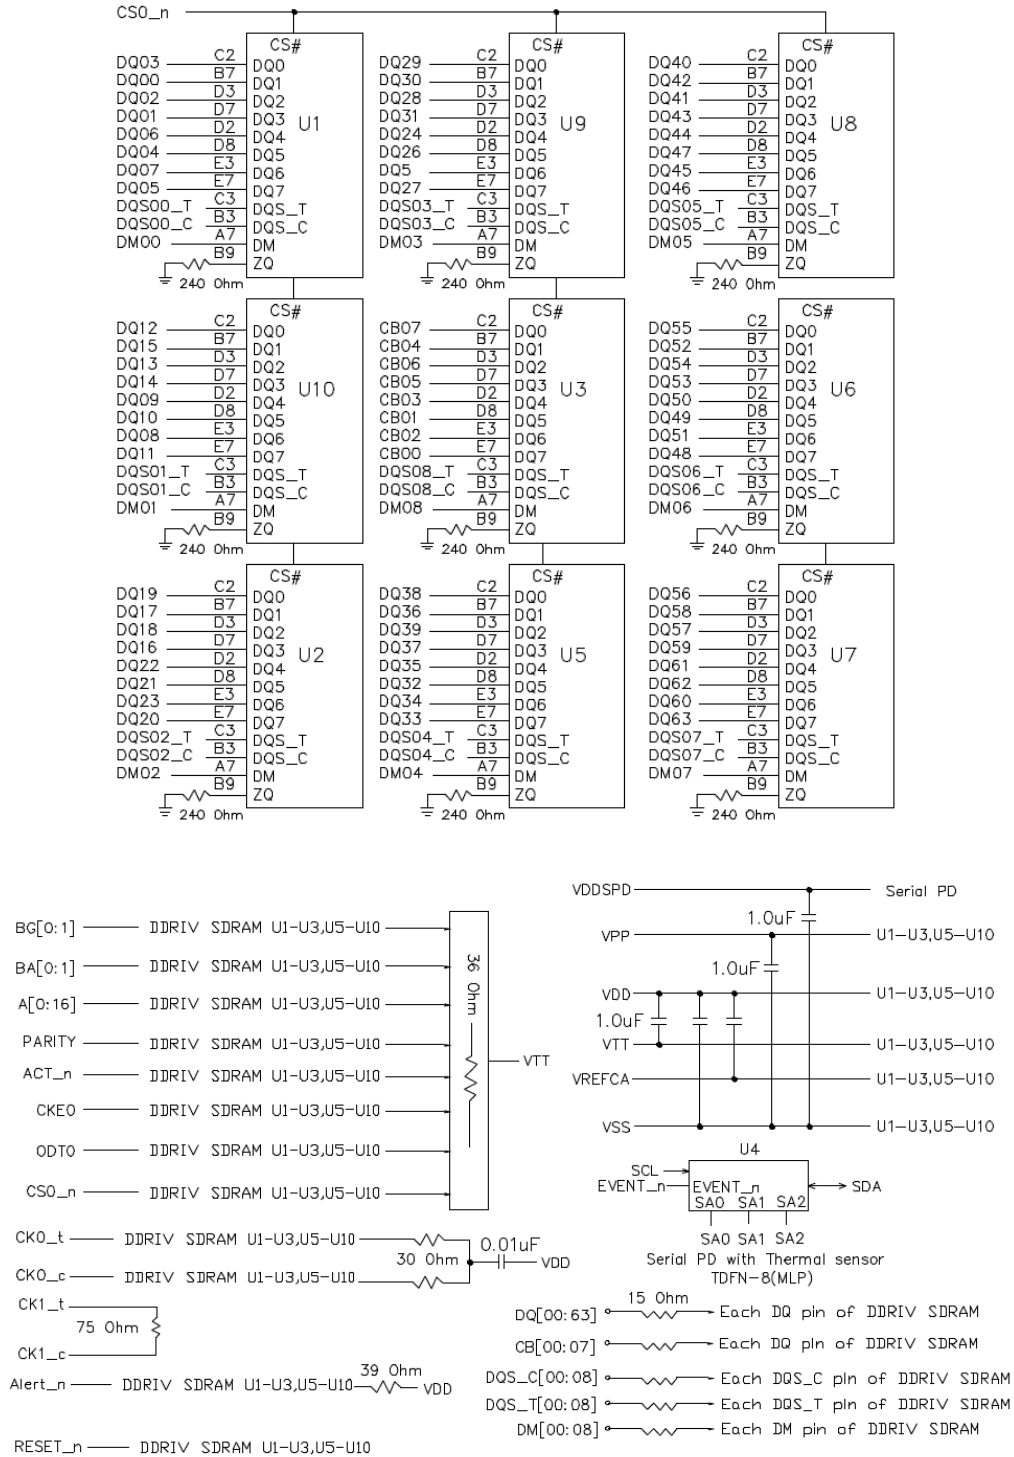 CS0_n
CS#
DQ03 C2 DQ0
DQ00 B7 DQ1
DQ02 D3 DQ2
DQ01 D7 DQ3
DQ06 D2 DQ4
DQ04 D8 DQ5
DQ07 E3 DQ6
DQ05 E7 DQ7
DQS00_T C3 DQS_T
DQS00_C B3 DQS_C
DM00 A7 DM
B9 ZQ
240 Ohm
U1
CS#
DQ29 C2 DQ0
DQ30 B7 DQ1
DQ28 D3 DQ2
DQ31 D7 DQ3
DQ24 D2 DQ4
DQ26 D8 DQ5
DQ5 E3 DQ6
DQ27 E7 DQ7
DQS03_T C3 DQS_T
DQS03_C B3 DQS_C
DM03 A7 DM
B9 ZQ
240 Ohm
U9
CS#
DQ40 C2 DQ0
DQ42 B7 DQ1
DQ41 D3 DQ2
DQ43 D7 DQ3
DQ44 D2 DQ4
DQ47 D8 DQ5
DQ45 E3 DQ6
DQ46 E7 DQ7
DQS05_T C3 DQS_T
DQS05_C B3 DQS_C
DM05 A7 DM
B9 ZQ
240 Ohm
U8
CS#
DQ12 C2 DQ0
DQ15 B7 DQ1
DQ13 D3 DQ2
DQ14 D7 DQ3
DQ09 D2 DQ4
DQ10 D8 DQ5
DQ08 E3 DQ6
DQ11 E7 DQ7
DQS01_T C3 DQS_T
DQS01_C B3 DQS_C
DM01 A7 DM
B9 ZQ
240 Ohm
U10
CS#
CB07 C2 DQ0
CB04 B7 DQ1
CB06 D3 DQ2
CB05 D7 DQ3
CB03 D2 DQ4
CB01 D8 DQ5
CB02 E3 DQ6
CB00 E7 DQ7
DQS08_T C3 DQS_T
DQS08_C B3 DQS_C
DM08 A7 DM
B9 ZQ
240 Ohm
U3
CS#
DQ55 C2 DQ0
DQ52 B7 DQ1
DQ54 D3 DQ2
DQ53 D7 DQ3
DQ50 D2 DQ4
DQ49 D8 DQ5
DQ51 E3 DQ6
DQ48 E7 DQ7
DQS06_T C3 DQS_T
DQS06_C B3 DQS_C
DM06 A7 DM
B9 ZQ
240 Ohm
U6
CS#
DQ19 C2 DQ0
DQ17 B7 DQ1
DQ18 D3 DQ2
DQ16 D7 DQ3
DQ22 D2 DQ4
DQ21 D8 DQ5
DQ23 E3 DQ6
DQ20 E7 DQ7
DQS02_T C3 DQS_T
DQS02_C B3 DQS_C
DM02 A7 DM
B9 ZQ
240 Ohm
U2
CS#
DQ38 C2 DQ0
DQ36 B7 DQ1
DQ39 D3 DQ2
DQ37 D7 DQ3
DQ35 D2 DQ4
DQ32 D8 DQ5
DQ34 E3 DQ6
DQ33 E7 DQ7
DQS04_T C3 DQS_T
DQS04_C B3 DQS_C
DM04 A7 DM
B9 ZQ
240 Ohm
U5
CS#
DQ56 C2 DQ0
DQ58 B7 DQ1
DQ57 D3 DQ2
DQ59 D7 DQ3
DQ61 D2 DQ4
DQ62 D8 DQ5
DQ60 E3 DQ6
DQ63 E7 DQ7
DQS07_T C3 DQS_T
DQS07_C B3 DQS_C
DM07 A7 DM
B9 ZQ
240 Ohm
U7
BG[0:1] DDRIV SDRAM U1-U3,U5-U10
BA[0:1] DDRIV SDRAM U1-U3,U5-U10
A[0:16] DDRIV SDRAM U1-U3,U5-U10
PARITY DDRIV SDRAM U1-U3,U5-U10
ACT_n DDRIV SDRAM U1-U3,U5-U10
CKE0 DDRIV SDRAM U1-U3,U5-U10
ODT0 DDRIV SDRAM U1-U3,U5-U10
CS0_n DDRIV SDRAM U1-U3,U5-U10
36 Ohm
VTT
CK0_t DDRIV SDRAM U1-U3,U5-U10
30 Ohm 0.01uF VDD
CK0_c DDRIV SDRAM U1-U3,U5-U10
CK1_t
75 Ohm
CK1_c
39 Ohm
Alert_n DDRIV SDRAM U1-U3,U5-U10 VDD
RESET_n DDRIV SDRAM U1-U3,U5-U10
VDDSPD Serial PD
1.0uF
VPP U1-U3,U5-U10
1.0uF
VDD U1-U3,U5-U10
1.0uF
VTT U1-U3,U5-U10
VREFCA U1-U3,U5-U10
VSS U1-U3,U5-U10
U4
SCL
EVENT_n EVENT_n SDA
SA0 SA1 SA2
SA0 SA1 SA2
Serial PD with Thermal sensor
TDFN-8(MLP)
15 Ohm
DQ[00:63] Each DQ pin of DDRIV SDRAM
CB[00:07] Each DQ pin of DDRIV SDRAM
DQS_C[00:08] Each DQS_C pin of DDRIV SDRAM
DQS_T[00:08] Each DQS_T pin of DDRIV SDRAM
DM[00:08] Each DM pin of DDRIV SDRAM